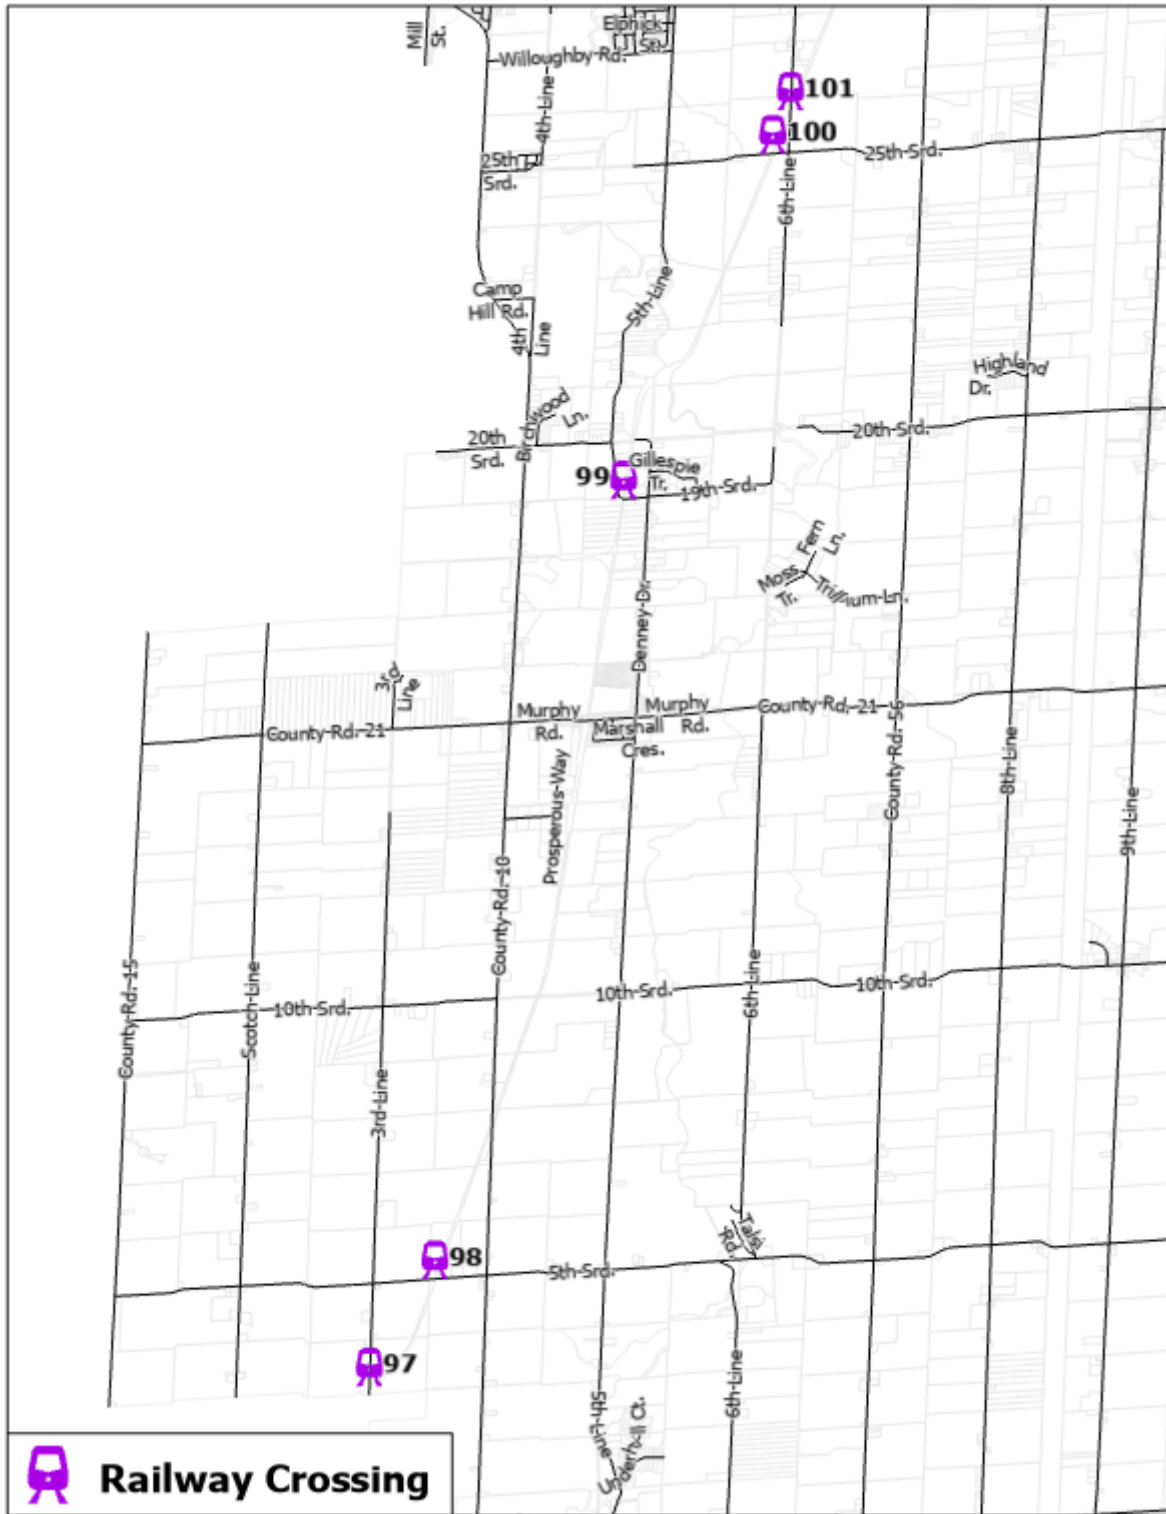 Mill
St.
Elphick
St.
Willoughby Rd.
4th Line
101
100
25th
Srd.
25th Srd.
6th Line
Camp
Hill Rd.
5th Line
4th
Line
Highland
Dr.
Birchwood
Ln.
20th
Srd.
20th Srd.
99
Gillespie
Tr.
19th Srd.
Fern
Ln.
Moss
Tr.
Trillium Ln.
Denney Dr.
3rd
Line
Murphy
Rd.
Murphy
Rd.
County Rd. 21
County Rd. 21
Marshall
Cres.
County Rd. 56
8th Line
Prosperous Way
9th Line
County Rd. 10
County Rd. 15
Scotch Line
10th Srd.
10th Srd.
6th Line
10th Srd.
3rd Line
Talsi
Rd.
98
5th Srd.
97
6th Line
5th Line
Underhill Ct.
Railway Crossing